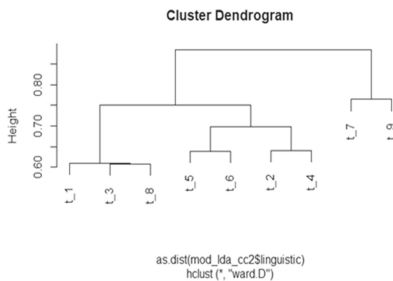 Cluster Dendrogram
Height
0.60 0.70 0.80
t_1 t_3 t_8 t_5 t_6 t_2 t_4 t_7 t_9
as.dist(mod_lda_cc2$linguistic)
hclust (*, "ward.D")